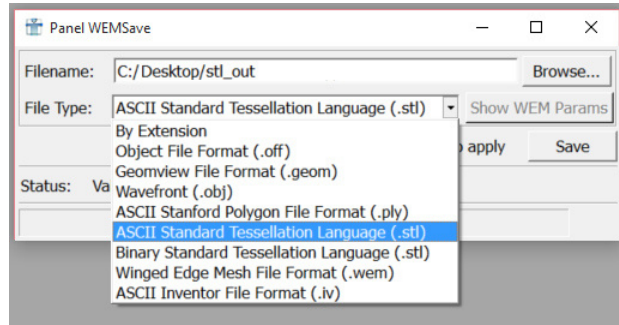 Panel WEMSave
Filename: C:/Desktop/stl_out Browse...
File Type: ASCII Standard Tessellation Language (.stl) Show WEM Params
By Extension
Object File Format (.off)
apply Save
Geomview File Format (.geom)
Status: Va
Wavefront (.obj)
ASCII Stanford Polygon File Format (.ply)
ASCII Standard Tessellation Language (.stl)
Binary Standard Tessellation Language (.stl)
Winged Edge Mesh File Format (.wem)
ASCII Inventor File Format (.iv)